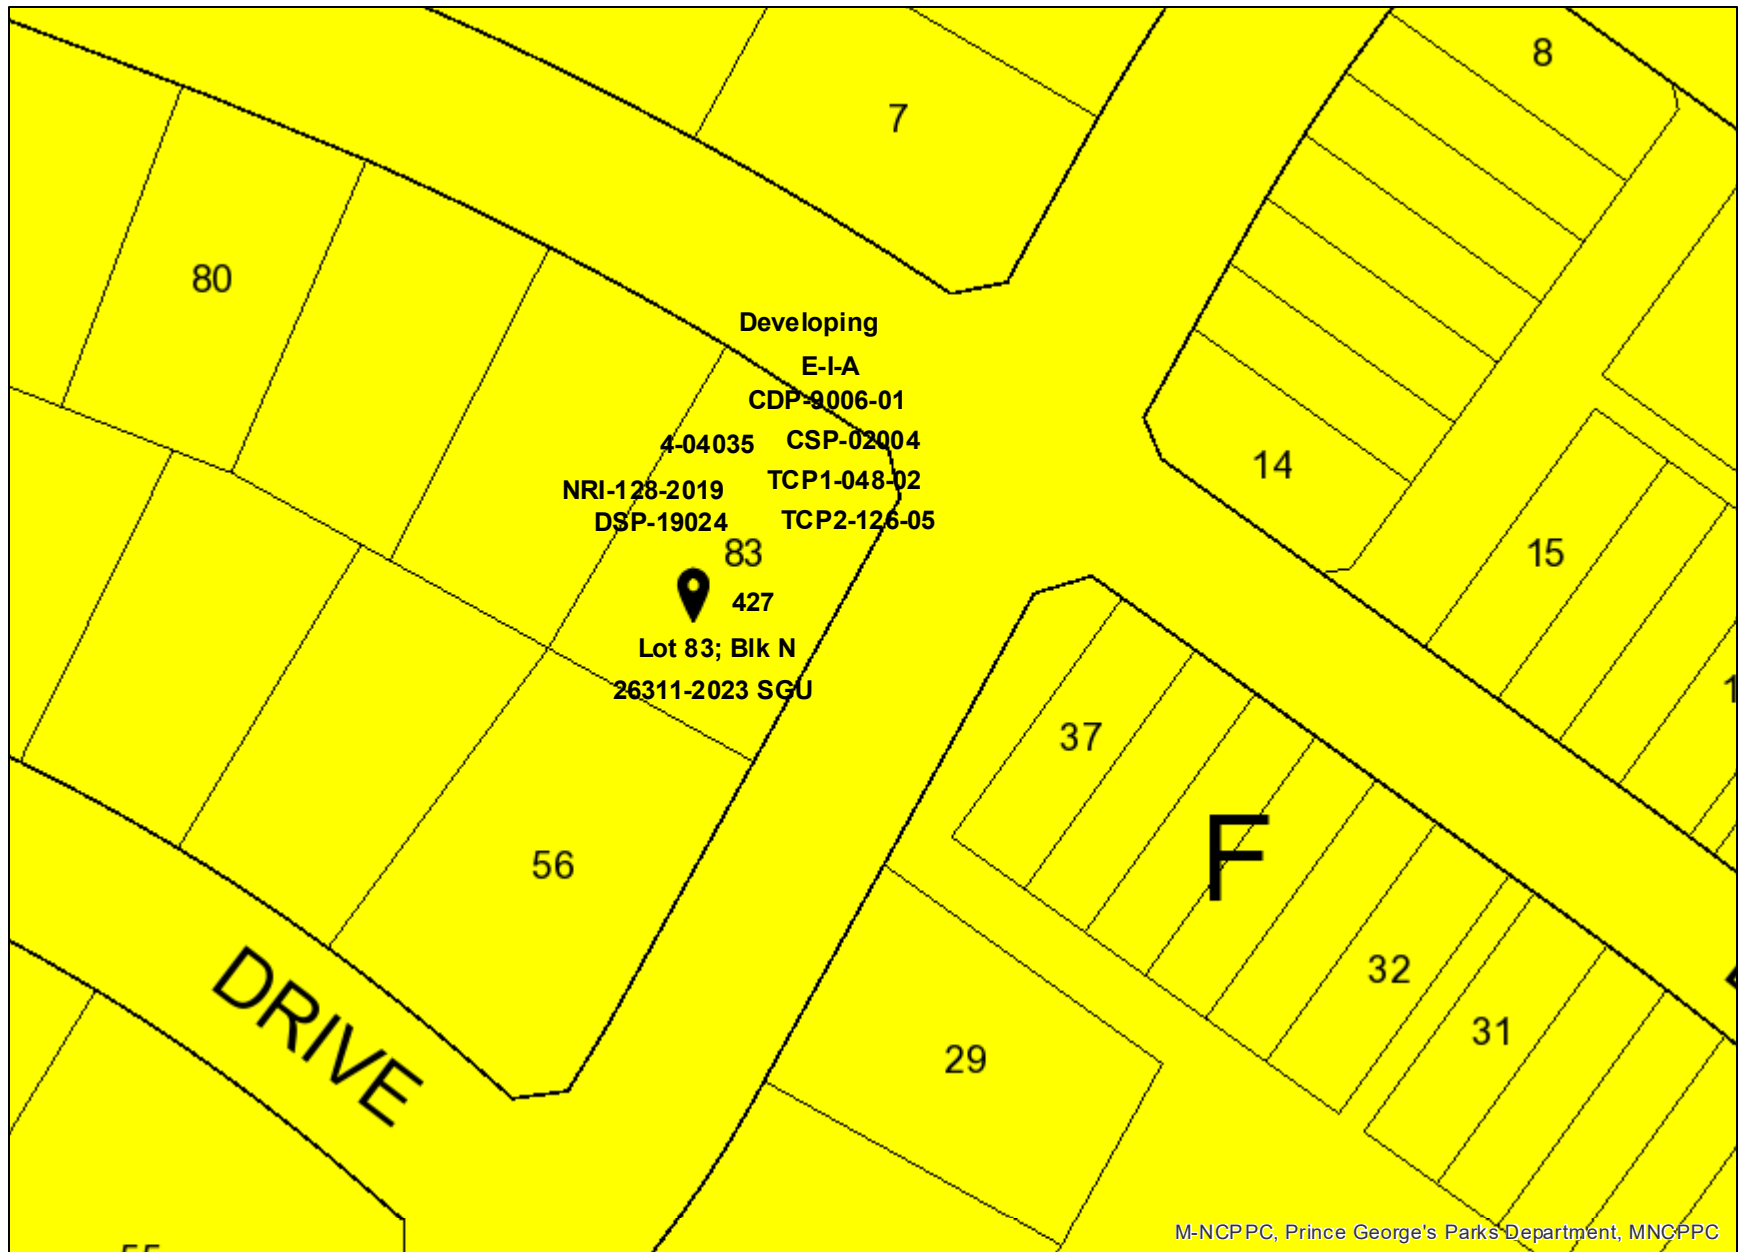 8
7
80
Developing
E-I-A
CDP-9006-01
4-04035
CSP-02004
14
TCP1-048-02
NRI-128-2019
TCP2-126-05
DSP-19024
83
15
427
Lot 83; Blk N
26311-2023 SGU
37
F
56
32
DRIVE
31
29
M-NCPPC, Prince George's Parks Department, MNCPPC